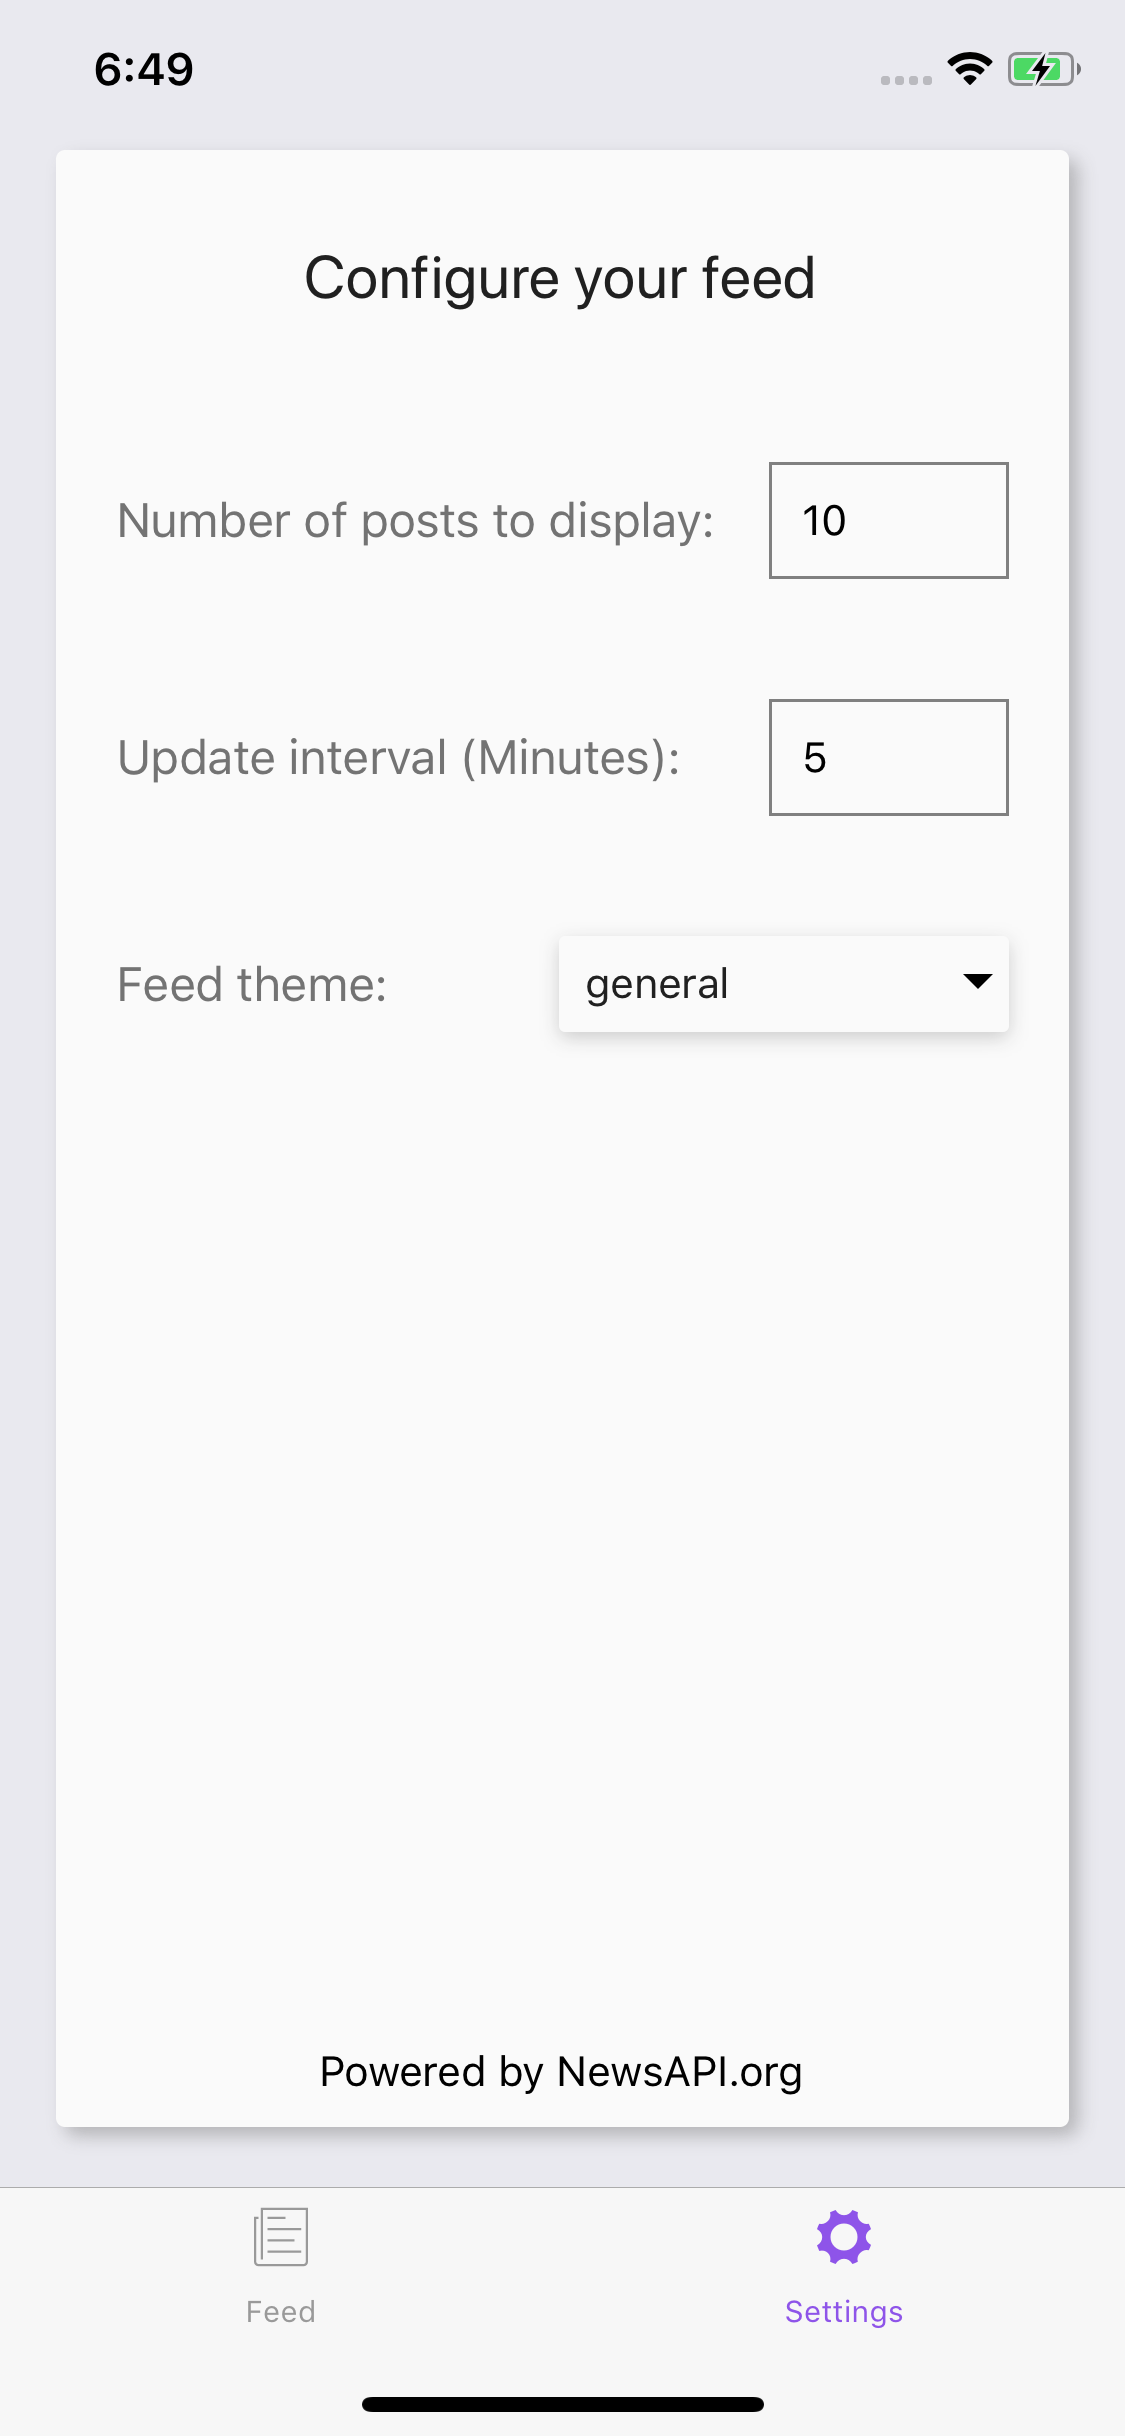 6:49
Configure your feed
Number of posts to display: 10
Update interval (Minutes): 5
Feed theme: general
Powered by NewsAPI.org
Feed Settings